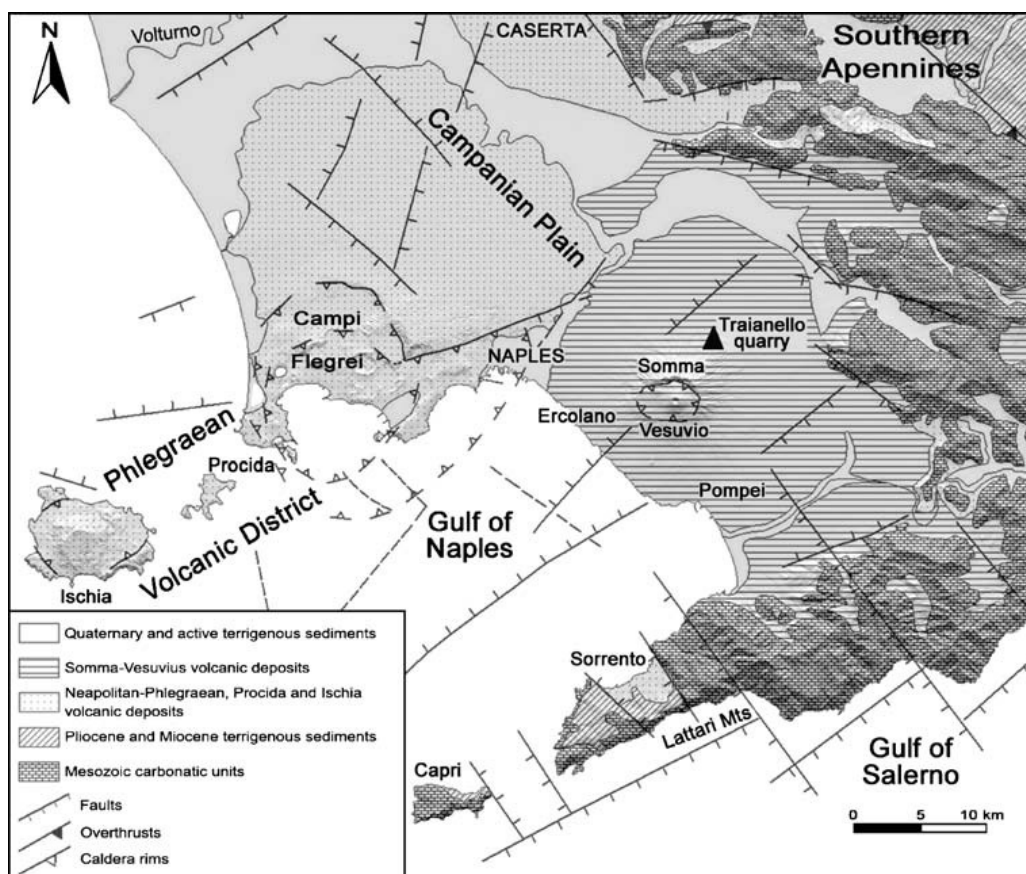 N
Volturno
CASERTA
Southern
Apennines
Campanian Plain
Campi
Flegrei
NAPLES
Traianello
quarry
Somma
Ercolano
Vesuvio
Phlegraean
Procida
Volcanic District
Pompei
Gulf of
Naples
Ischia
Sorrento
Lattari Mts
Capri
Gulf of
Salerno
0 5 10 km
Quaternary and active terrigenous sediments
Somma-Vesuvius volcanic deposits
Neapolitan-Phlegraean, Procida and Ischia
volcanic deposits
Pliocene and Miocene terrigenous sediments
Mesozoic carbonatic units
Faults
Overthrusts
Caldera rims